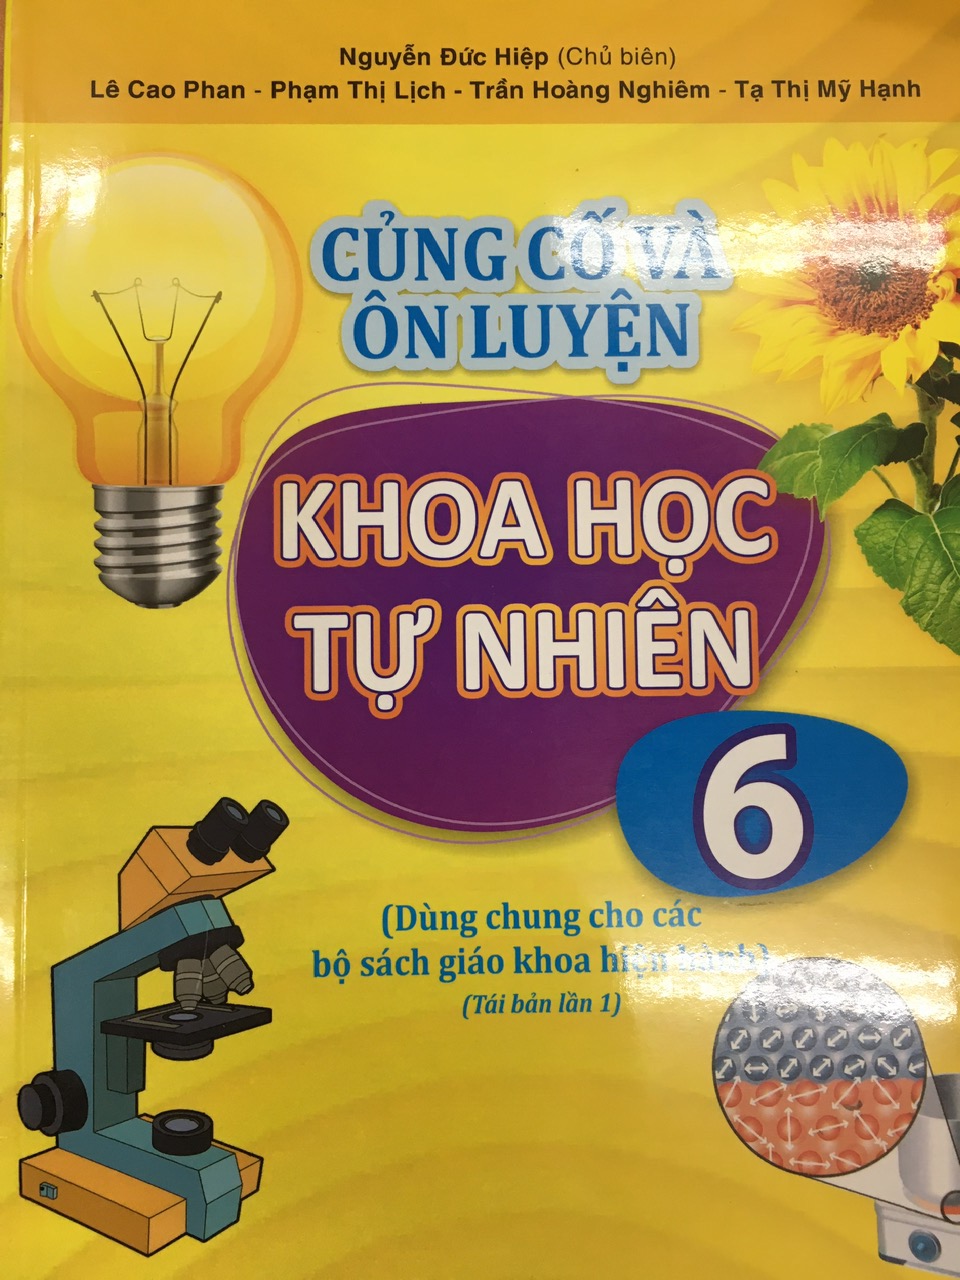 Nguyễn Đức Hiệp (Chủ biên)
Lê Cao Phan - Phạm Thị Lịch - Trần Hoàng Nghiêm - Tạ Thị Mỹ Hạnh
CỦNG CỐ VÀ
ÔN LUYỆN
KHOA HỌC
TỰ NHIÊN
6
(Dùng chung cho các
bộ sách giáo khoa hiện hành)
(Tái bản lần 1)